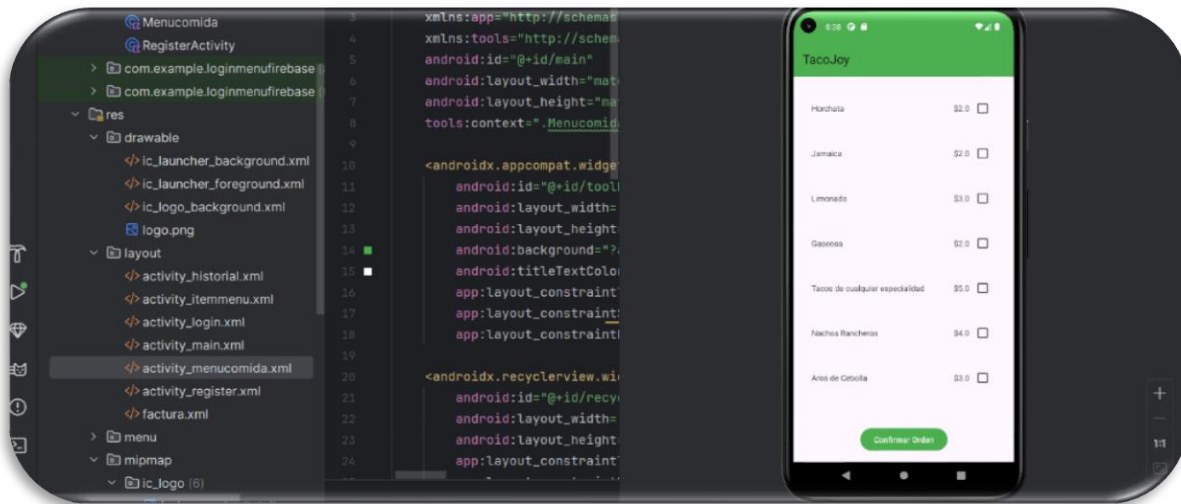 Menucomida
RegisterActivity
com.example.loginmenufirebase
com.example.loginmenufirebase
res
drawable
ic_launcher_background.xml
ic_launcher_foreground.xml
ic_logo_background.xml
logo.png
layout
activity_historial.xml
activity_itemmenu.xml
activity_login.xml
activity_main.xml
activity_menucomida.xml
activity_register.xml
factura.xml
menu
mipmap
ic_logo (6)
3 xmlns:app="http://schemas
4 xmlns:tools="http://schem
5 android:id="@+id/main"
6 android:layout_width="mat
7 android:layout_height="ma
8 tools:context=".Menucomid
9
10 <androidx.appcompat.widge
11 android:id="@+id/tool
12 android:layout_width=
13 android:layout_height
14 android:background="?
15 android:titleTextColo
16 app:layout_constraint
17 app:layout_constraint
18 app:layout_constraint
19
20 <androidx.recyclerview.wi
21 android:id="@+id/recy
22 android:layout_width=
23 android:layout_height
24 app:layout_constraint
TacoJoy
Horchata $2.0
Jamaica $2.0
Limonada $3.0
Gaseosa $2.0
Tacos de cualquier especialidad $5.0
Nachos Rancheros $4.0
Aros de Cebolla $3.0
Confirmar Orden
1:1